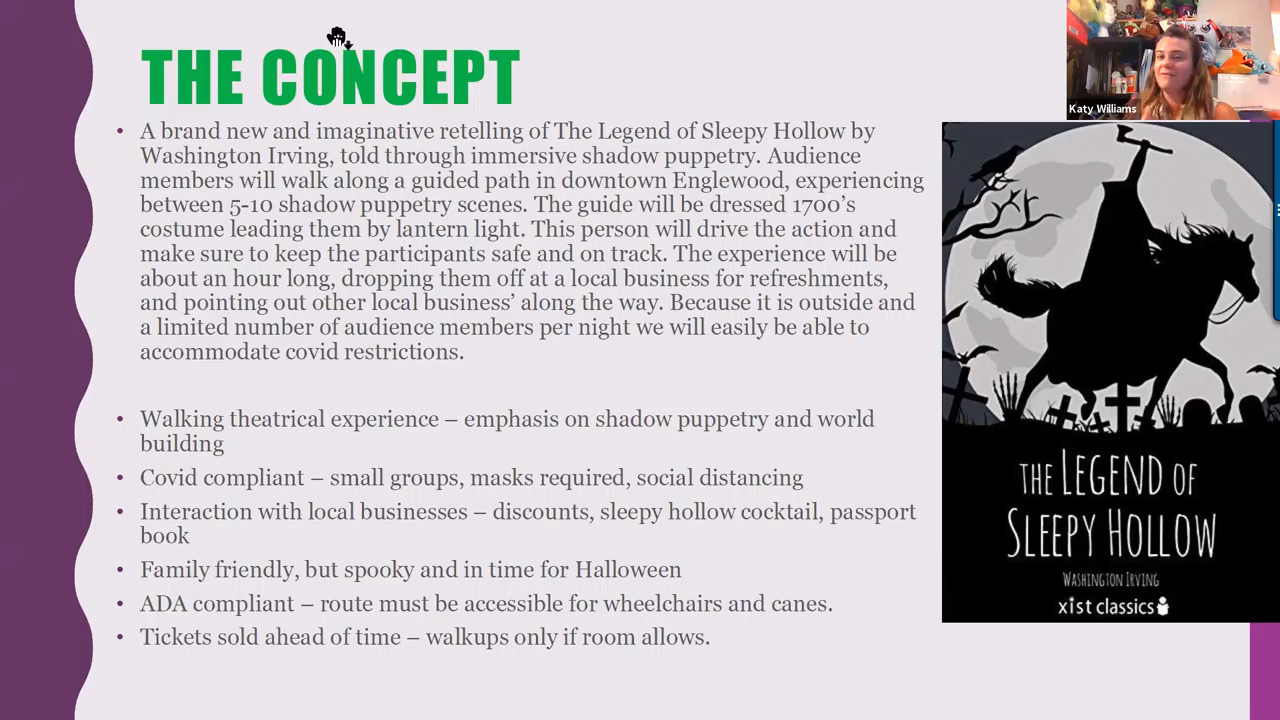 THE CONCEPT
Katy Williams
• A brand new and imaginative retelling of The Legend of Sleepy Hollow by
Washington Irving, told through immersive shadow puppetry. Audience
members will walk along a guided path in downtown Englewood, experiencing
between 5-10 shadow puppetry scenes. The guide will be dressed 1700's
costume leading them by lantern light. This person will drive the action and
make sure to keep the participants safe and on track. The experience will be
about an hour long, dropping them off at a local business for refreshments,
and pointing out other local business' along the way. Because it is outside and
a limited number of audience members per night we will easily be able to
accommodate covid restrictions.
• Walking theatrical experience – emphasis on shadow puppetry and world
building
• Covid compliant – small groups, masks required, social distancing
• Interaction with local businesses – discounts, sleepy hollow cocktail, passport
book
• Family friendly, but spooky and in time for Halloween
• ADA compliant – route must be accessible for wheelchairs and canes.
• Tickets sold ahead of time – walkups only if room allows.
THE LEGEND OF
SLEEPY HOLLOW
WASHINGTON IRVING
xist classics